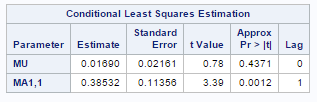 Conditional Least Squares Estimation
Parameter Estimate Standard Error t Value Approx Pr > |t| Lag
MU 0.01690 0.02161 0.78 0.4371 0
MA1,1 0.38532 0.11356 3.39 0.0012 1